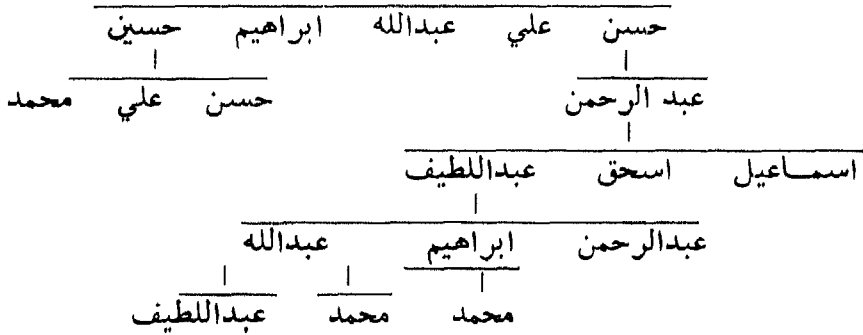 حسن علي عبدالله ابراهيم حسين
عبد الرحمن حسن علي محمد
اسماعيل اسحق عبداللطيف
عبدالرحمن ابراهيم عبدالله
محمد محمد عبداللطيف